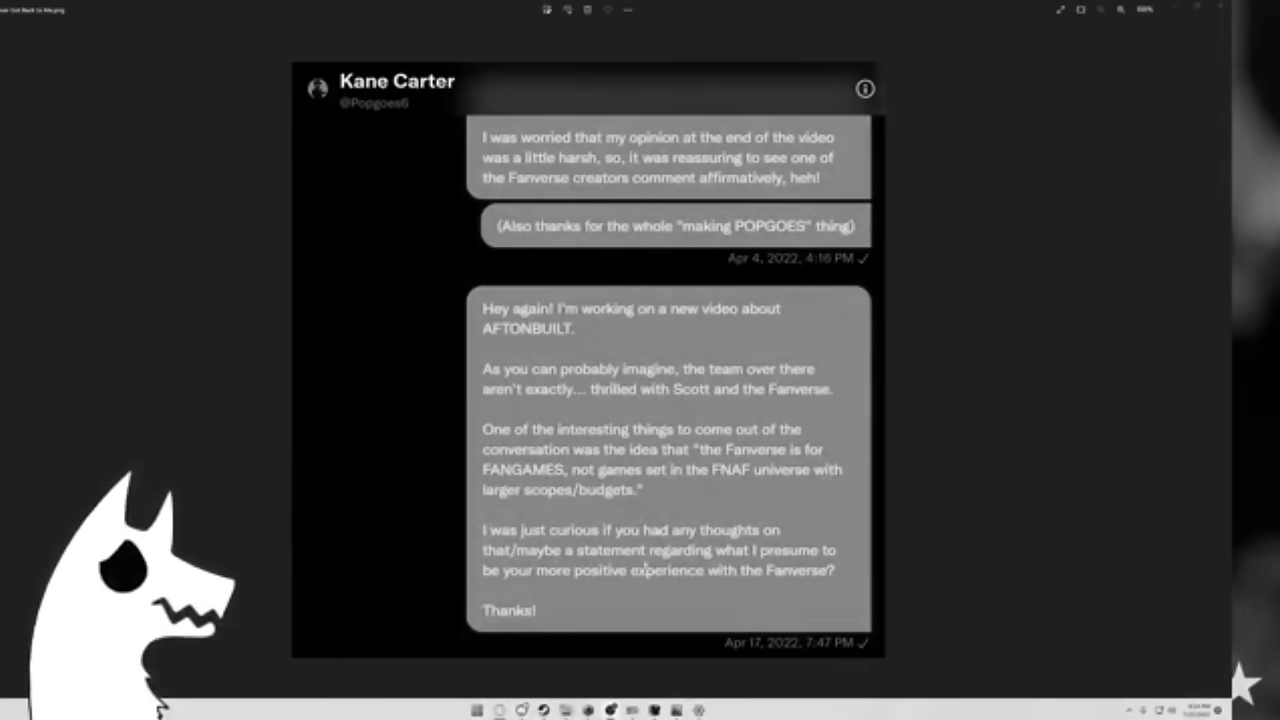 Kane Carter
@Popgoes6
I was worried that my opinion at the end of the video
was a little harsh, so, it was reassuring to see one of
the Fanverse creators comment affirmatively, heh!
(Also thanks for the whole "making POPGOES" thing)
Apr 4, 2022, 4:16 PM ✓
Hey again! I'm working on a new video about
AFTONBUILT.
As you can probably imagine, the team over there
aren't exactly... thrilled with Scott and the Fanverse.
One of the interesting things to come out of the
conversation was the idea that "the Fanverse is for
FANGAMES, not games set in the FNAF universe with
larger scopes/budgets."
I was just curious if you had any thoughts on
that/maybe a statement regarding what I presume to
be your more positive experience with the Fanverse?
Thanks!
Apr 17, 2022, 7:47 PM ✓